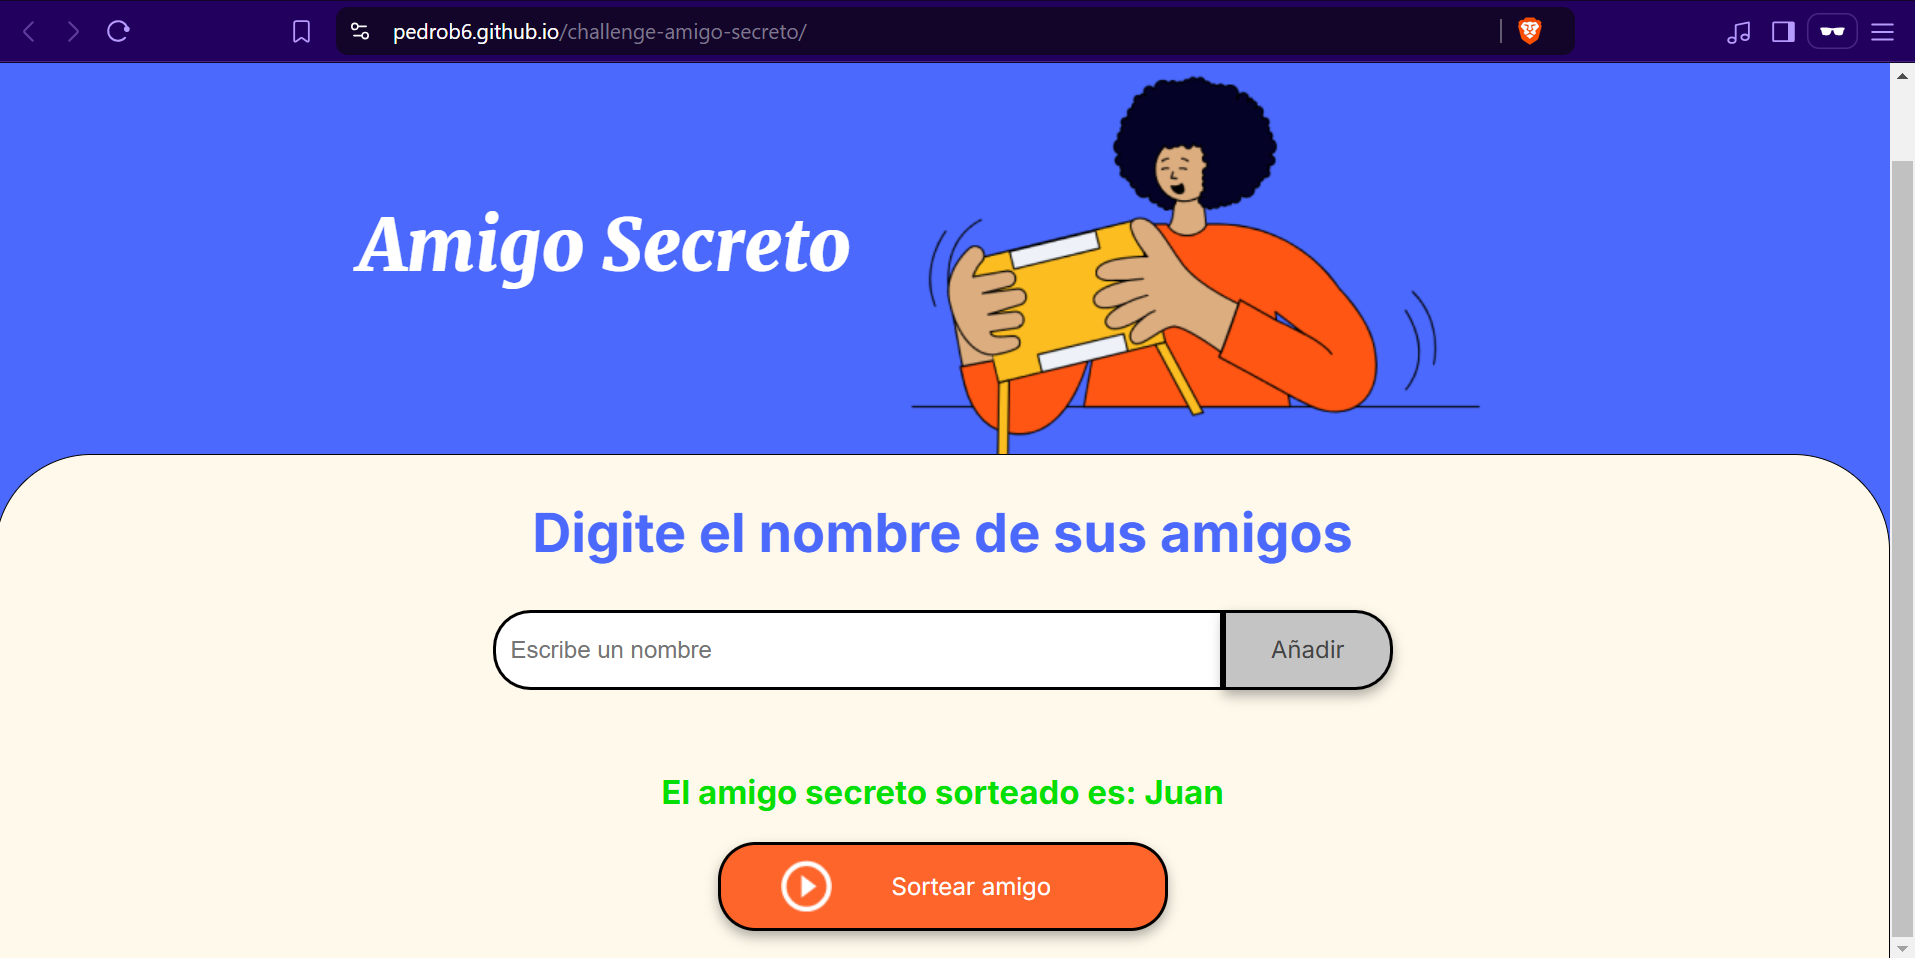 pedrob6.github.io/challenge-amigo-secreto/
Amigo Secreto
Digite el nombre de sus amigos
Escribe un nombre
Añadir
El amigo secreto sorteado es: Juan
Sortear amigo